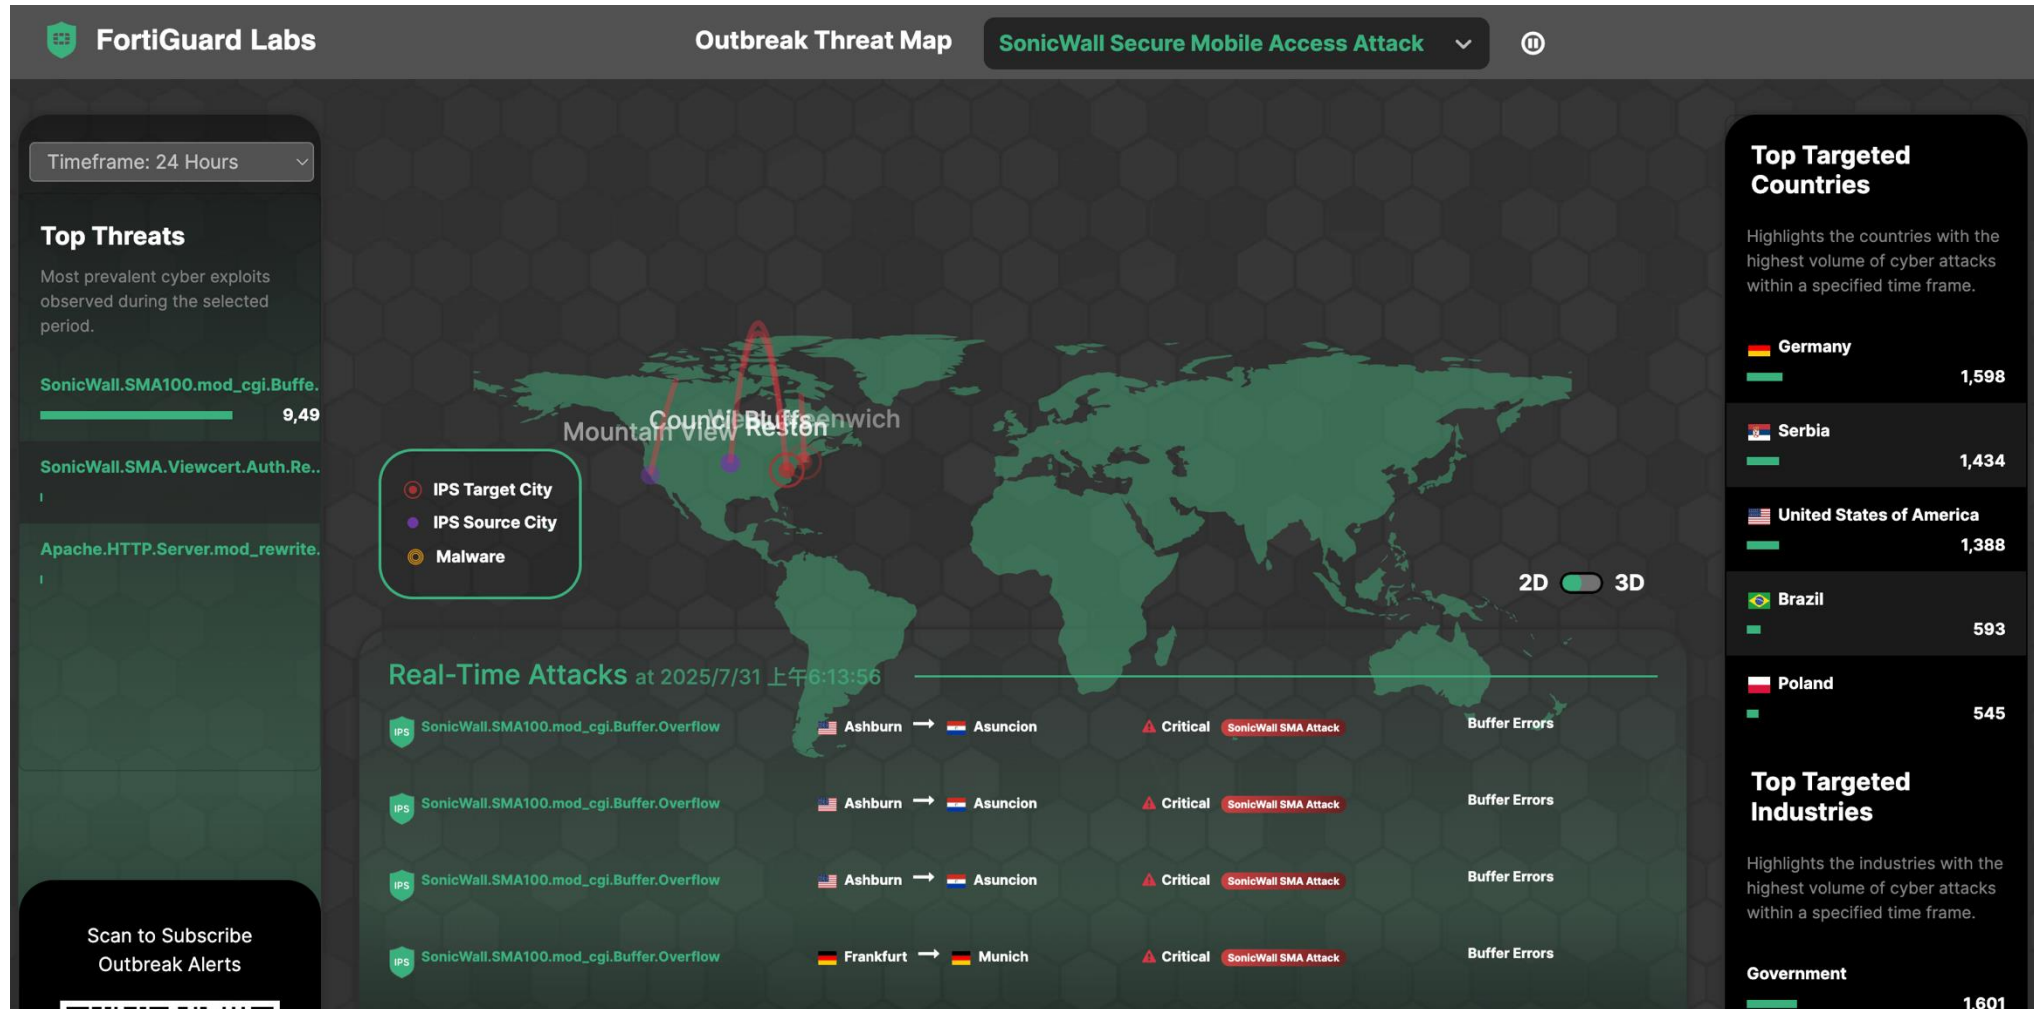 FortiGuard Labs
Outbreak Threat Map
SonicWall Secure Mobile Access Attack
Timeframe: 24 Hours
Top Threats
Most prevalent cyber exploits
observed during the selected
period.
SonicWall.SMA100.mod_cgi.Buffe.
9,49
SonicWall.SMA.Viewcert.Auth.Re..
Apache.HTTP.Server.mod_rewrite.
Scan to Subscribe
Outbreak Alerts
Council Bluffs
Mountain View
Reston
IPS Target City
IPS Source City
Malware
2D
3D
Real-Time Attacks at 2025/7/31 上午6:13:56
IPS SonicWall.SMA100.mod_cgi.Buffer.Overflow Ashburn → Asuncion Critical SonicWall SMA Attack Buffer Errors
IPS SonicWall.SMA100.mod_cgi.Buffer.Overflow Ashburn → Asuncion Critical SonicWall SMA Attack Buffer Errors
IPS SonicWall.SMA100.mod_cgi.Buffer.Overflow Ashburn → Asuncion Critical SonicWall SMA Attack Buffer Errors
IPS SonicWall.SMA100.mod_cgi.Buffer.Overflow Frankfurt → Munich Critical SonicWall SMA Attack Buffer Errors
Top Targeted
Countries
Highlights the countries with the
highest volume of cyber attacks
within a specified time frame.
Germany
1,598
Serbia
1,434
United States of America
1,388
Brazil
593
Poland
545
Top Targeted
Industries
Highlights the industries with the
highest volume of cyber attacks
within a specified time frame.
Government
1,601